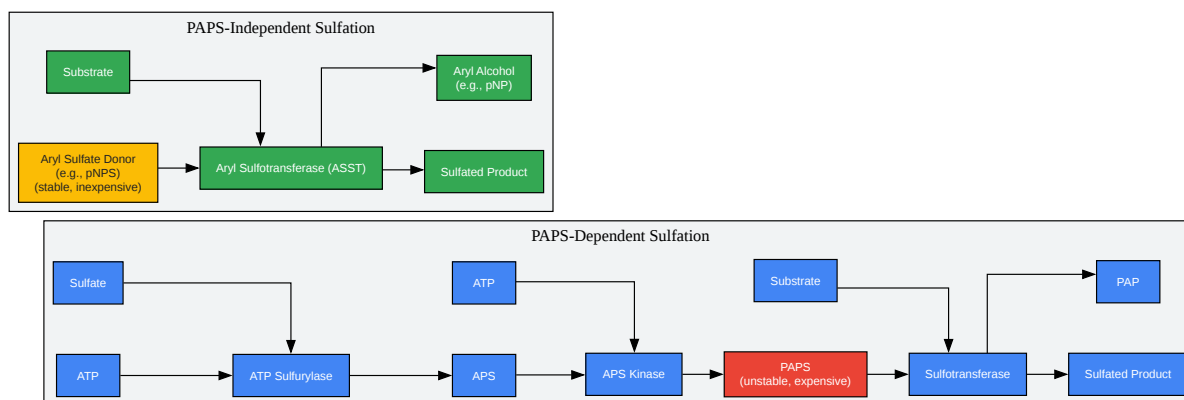 PAPS-Independent Sulfation
Substrate
Aryl Alcohol
(e.g., pNP)
Aryl Sulfate Donor
(e.g., pNPS)
(stable, inexpensive)
Aryl Sulfotransferase (ASST)
Sulfated Product
PAPS-Dependent Sulfation
Sulfate
ATP
Substrate
PAP
ATP
ATP Sulfurylase
APS
APS Kinase
PAPS
(unstable, expensive)
Sulfotransferase
Sulfated Product